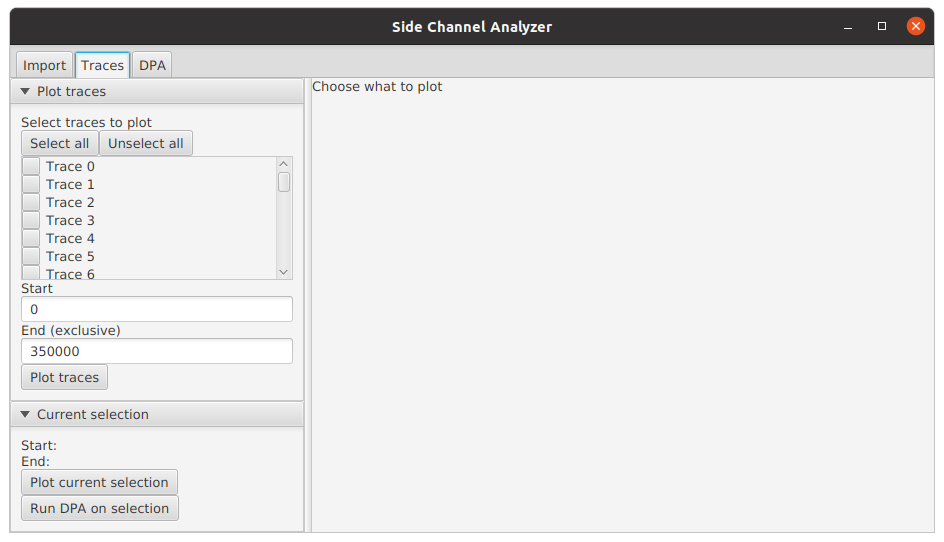 Side Channel Analyzer
Import Traces DPA
Plot traces
Choose what to plot
Select traces to plot
Select all Unselect all
Trace 0
Trace 1
Trace 2
Trace 3
Trace 4
Trace 5
Trace 6
Start
0
End (exclusive)
350000
Plot traces
Current selection
Start:
End:
Plot current selection
Run DPA on selection